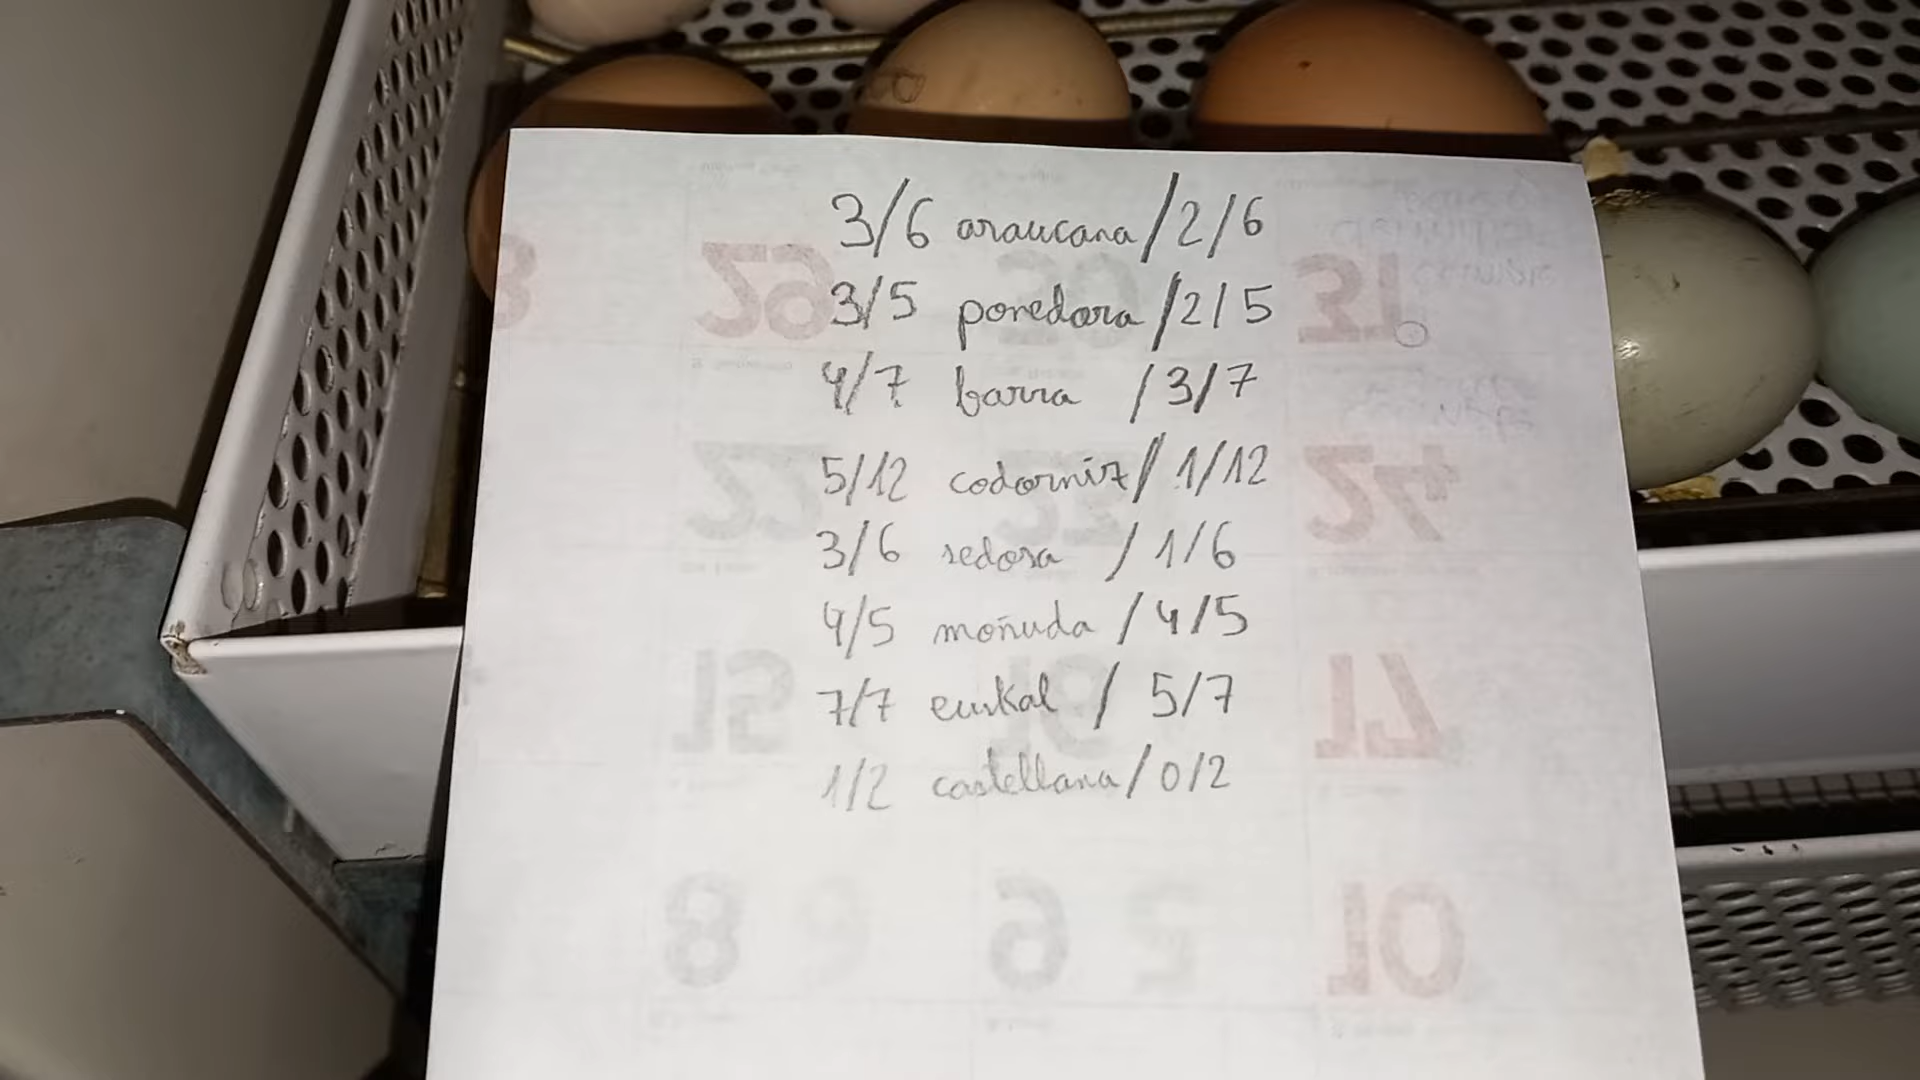 3/6 araucana / 2/6
3/5 ponedora / 2/5
4/7 barra / 3/7
5/12 codorniz / 1/12
3/6 sedosa / 1/6
4/5 moñuda / 4/5
7/7 euskal / 5/7
1/2 castellana / 0/2